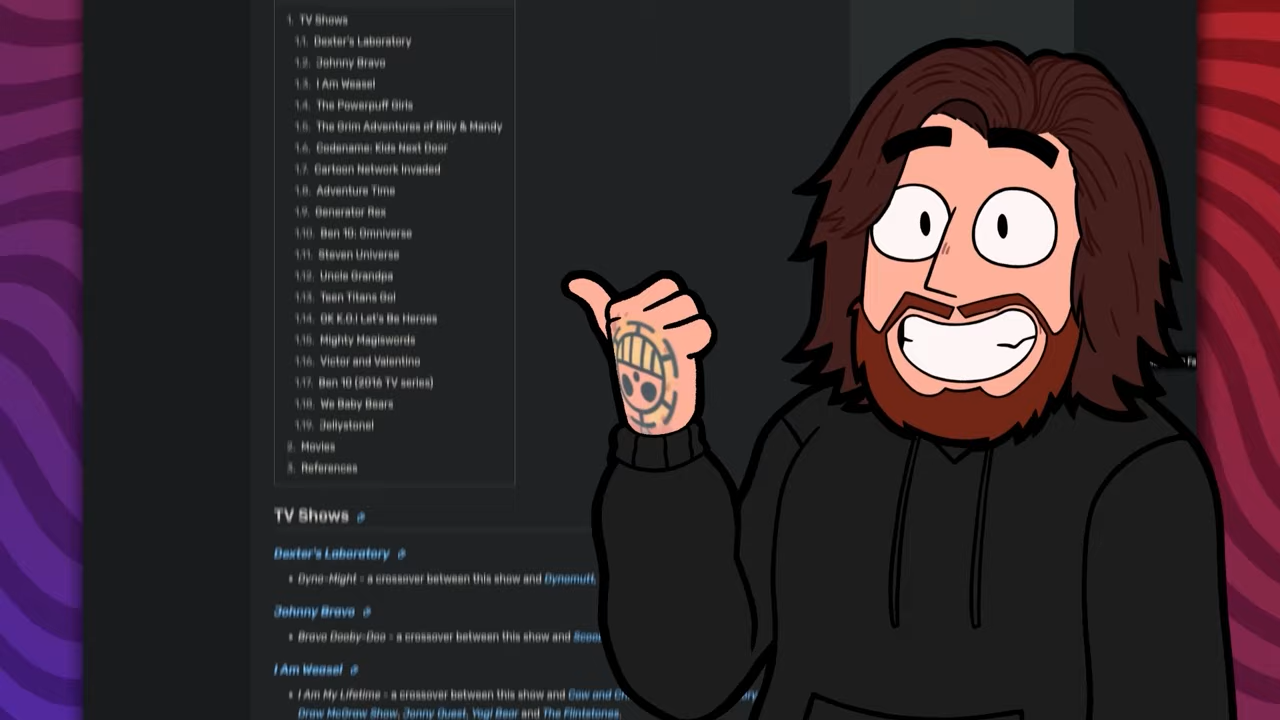 1. TV Shows
1.1. Dexter's Laboratory
1.2. Johnny Bravo
1.3. I Am Weasel
1.4. The Powerpuff Girls
1.5. The Grim Adventures of Billy & Mandy
1.6. Codename: Kids Next Door
1.7. Cartoon Network Invaded
1.8. Adventure Time
1.9. Generator Rex
1.10. Ben 10: Omniverse
1.11. Steven Universe
1.12. Uncle Grandpa
1.13. Teen Titans Go!
1.14. OK K.O.! Let's Be Heroes
1.15. Mighty Magiswords
1.16. Victor and Valentino
1.17. Ben 10 (2016 TV series)
1.18. We Baby Bears
1.19. Jellystone!
2. Movies
3. References
TV Shows
Dexter's Laboratory
• Dyno-Might - a crossover between this show and Dynomutt,
Johnny Bravo
• Bravo Dooby-Doo - a crossover between this show and
I Am Weasel
• I Am My Lifetime - a crossover between this show and Cow and
Draw McGraw Show, Jonny Quest, Yogi Bear and The Flintstones.